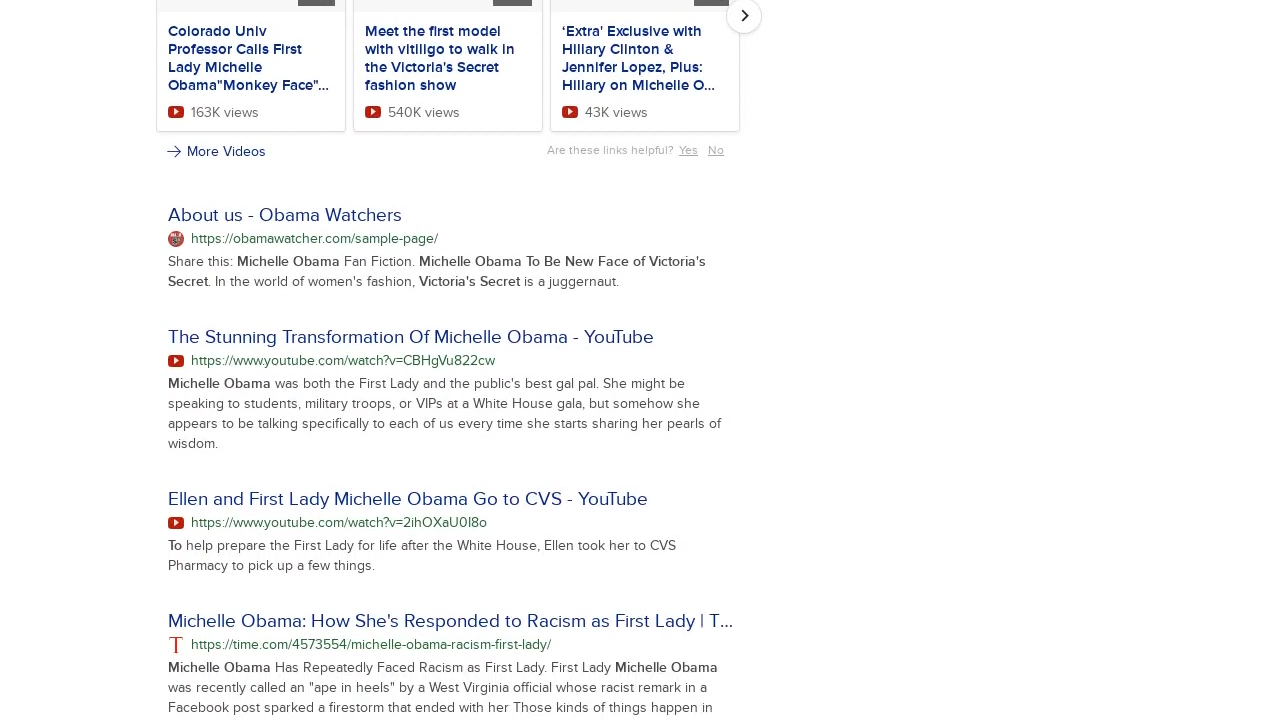 Colorado Univ
Professor Calls First
Lady Michelle
Obama"Monkey Face"...
163K views
Meet the first model
with vitiligo to walk in
the Victoria's Secret
fashion show
540K views
‘Extra' Exclusive with
Hillary Clinton &
Jennifer Lopez, Plus:
Hillary on Michelle O...
43K views
More Videos
Are these links helpful? Yes No
About us - Obama Watchers
https://obamawatcher.com/sample-page/
Share this: Michelle Obama Fan Fiction. Michelle Obama To Be New Face of Victoria's
Secret. In the world of women's fashion, Victoria's Secret is a juggernaut.
The Stunning Transformation Of Michelle Obama - YouTube
https://www.youtube.com/watch?v=CBHgVu822cw
Michelle Obama was both the First Lady and the public's best gal pal. She might be
speaking to students, military troops, or VIPs at a White House gala, but somehow she
appears to be talking specifically to each of us every time she starts sharing her pearls of
wisdom.
Ellen and First Lady Michelle Obama Go to CVS - YouTube
https://www.youtube.com/watch?v=2ihOXaU0I8o
To help prepare the First Lady for life after the White House, Ellen took her to CVS
Pharmacy to pick up a few things.
Michelle Obama: How She's Responded to Racism as First Lady | T...
https://time.com/4573554/michelle-obama-racism-first-lady/
Michelle Obama Has Repeatedly Faced Racism as First Lady. First Lady Michelle Obama
was recently called an "ape in heels" by a West Virginia official whose racist remark in a
Facebook post sparked a firestorm that ended with her Those kinds of things happen in